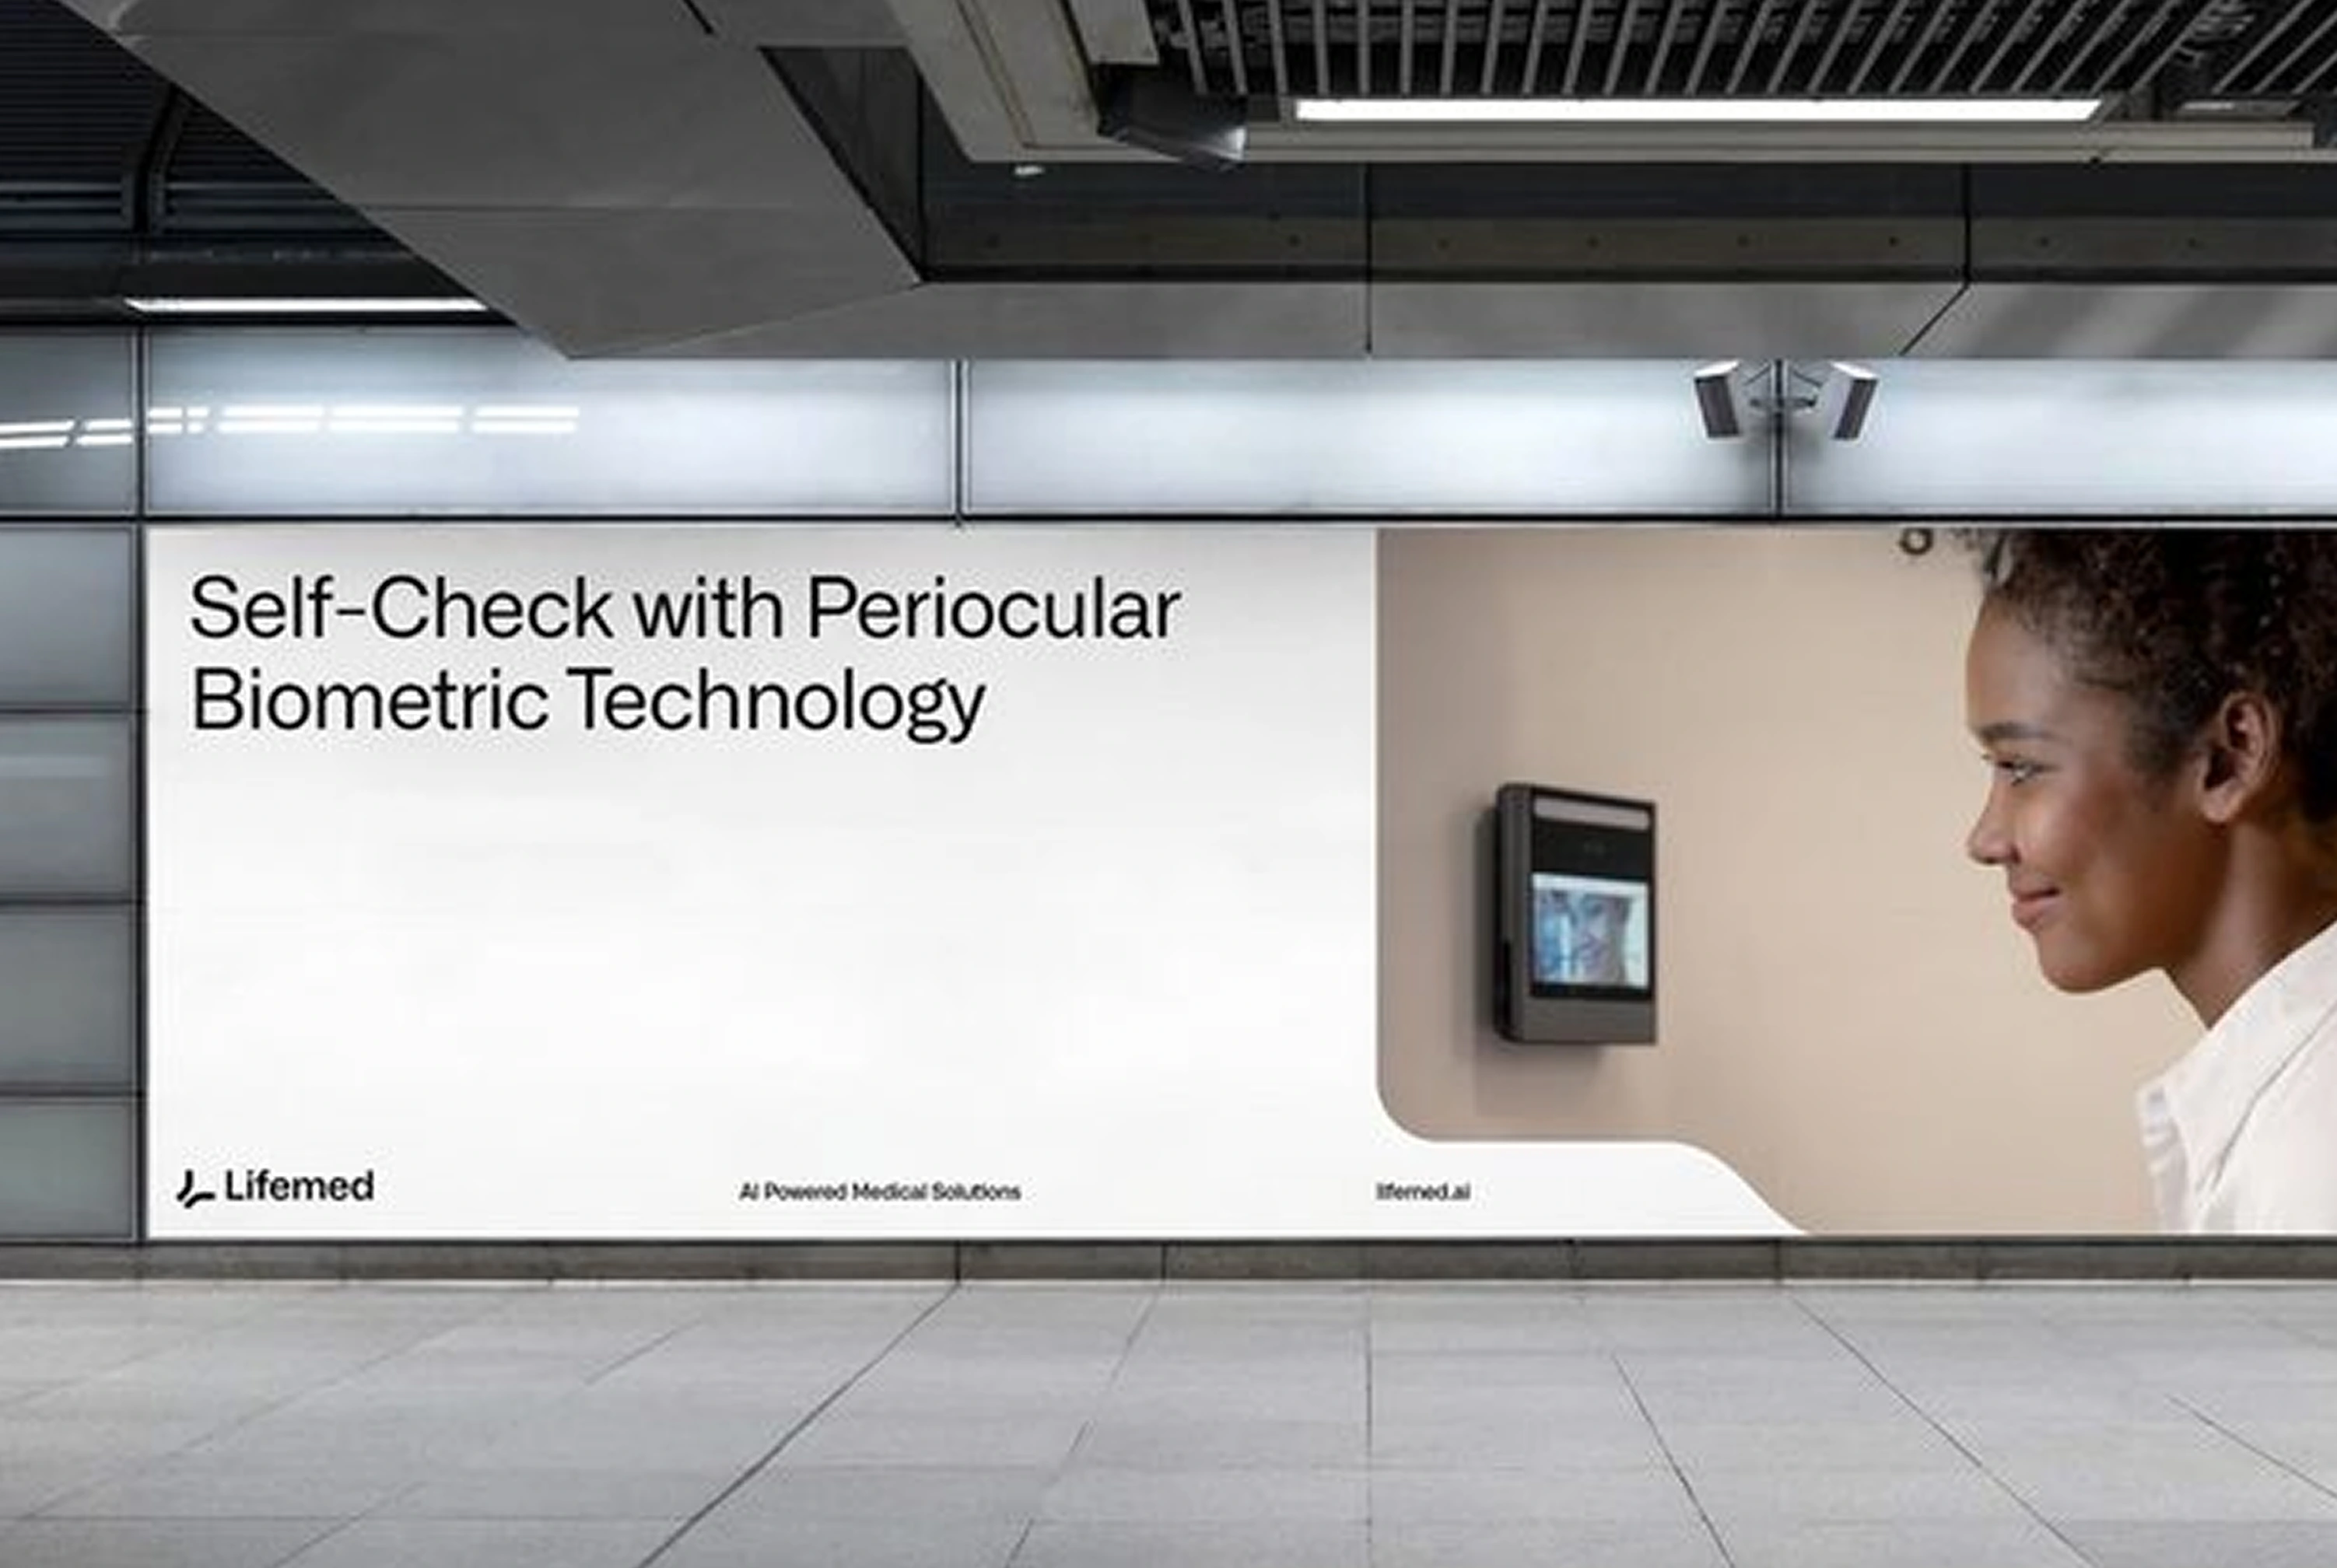 Self-Check with Periocular
Biometric Technology
Lifemed
AI Powered Medical Solutions
lifemed.ai